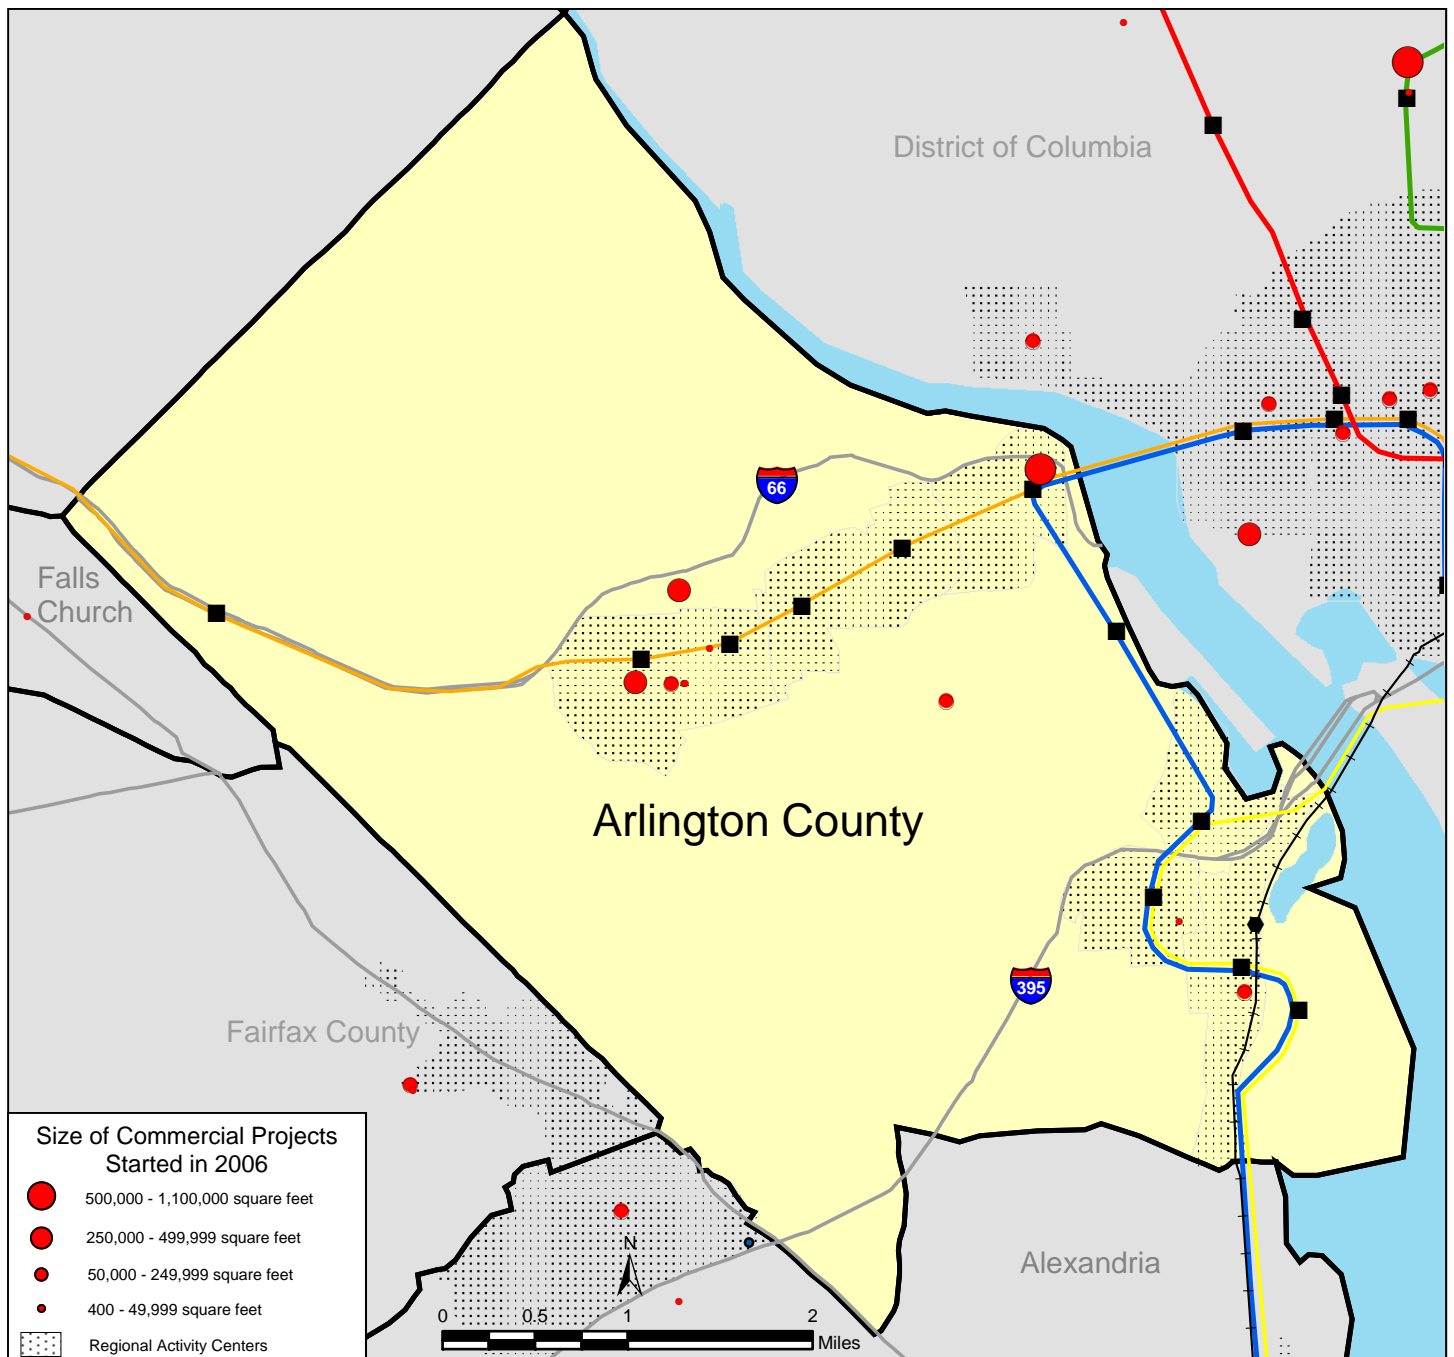 District of Columbia
66
Falls
Church
Arlington County
395
Fairfax County
Size of Commercial Projects
Started in 2006
500,000 - 1,100,000 square feet
250,000 - 499,999 square feet
50,000 - 249,999 square feet
400 - 49,999 square feet
Regional Activity Centers
N
Alexandria
0 0.5 1 2
Miles